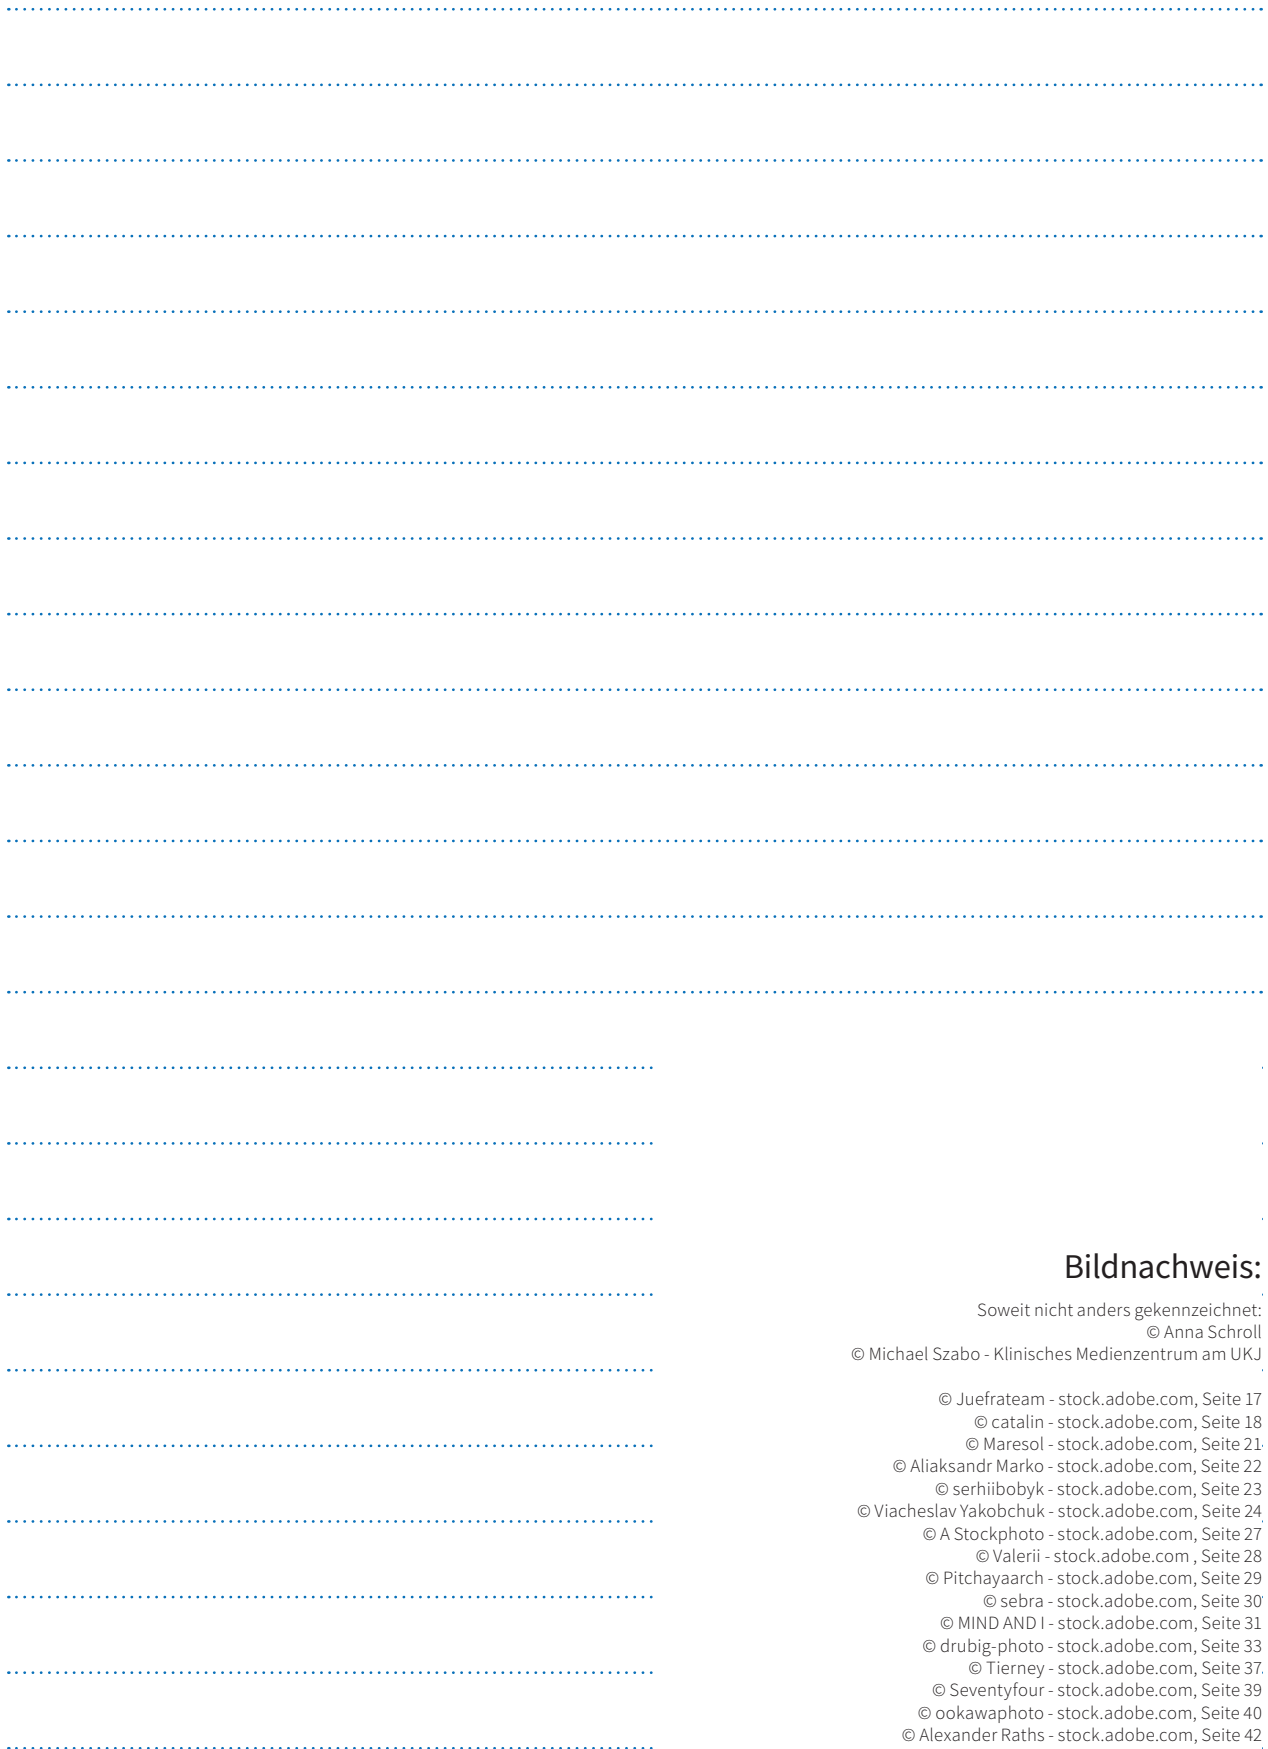 Bildnachweis:
Soweit nicht anders gekennzeichnet:
© Anna Schroll
© Michael Szabo - Klinisches Medienzentrum am UKJ
© Juefrateam - stock.adobe.com, Seite 17
© catalin - stock.adobe.com, Seite 18
© Maresol - stock.adobe.com, Seite 21
© Aliaksandr Marko - stock.adobe.com, Seite 22
© serhiibobyk - stock.adobe.com, Seite 23
© Viacheslav Yakobchuk - stock.adobe.com, Seite 24
© A Stockphoto - stock.adobe.com, Seite 27
© Valerii - stock.adobe.com , Seite 28
© Pitchayaarch - stock.adobe.com, Seite 29
© sebra - stock.adobe.com, Seite 30
© MIND AND I - stock.adobe.com, Seite 31
© drubig-photo - stock.adobe.com, Seite 33
© Tierney - stock.adobe.com, Seite 37
© Seventyfour - stock.adobe.com, Seite 39
© ookawaphoto - stock.adobe.com, Seite 40
© Alexander Raths - stock.adobe.com, Seite 42